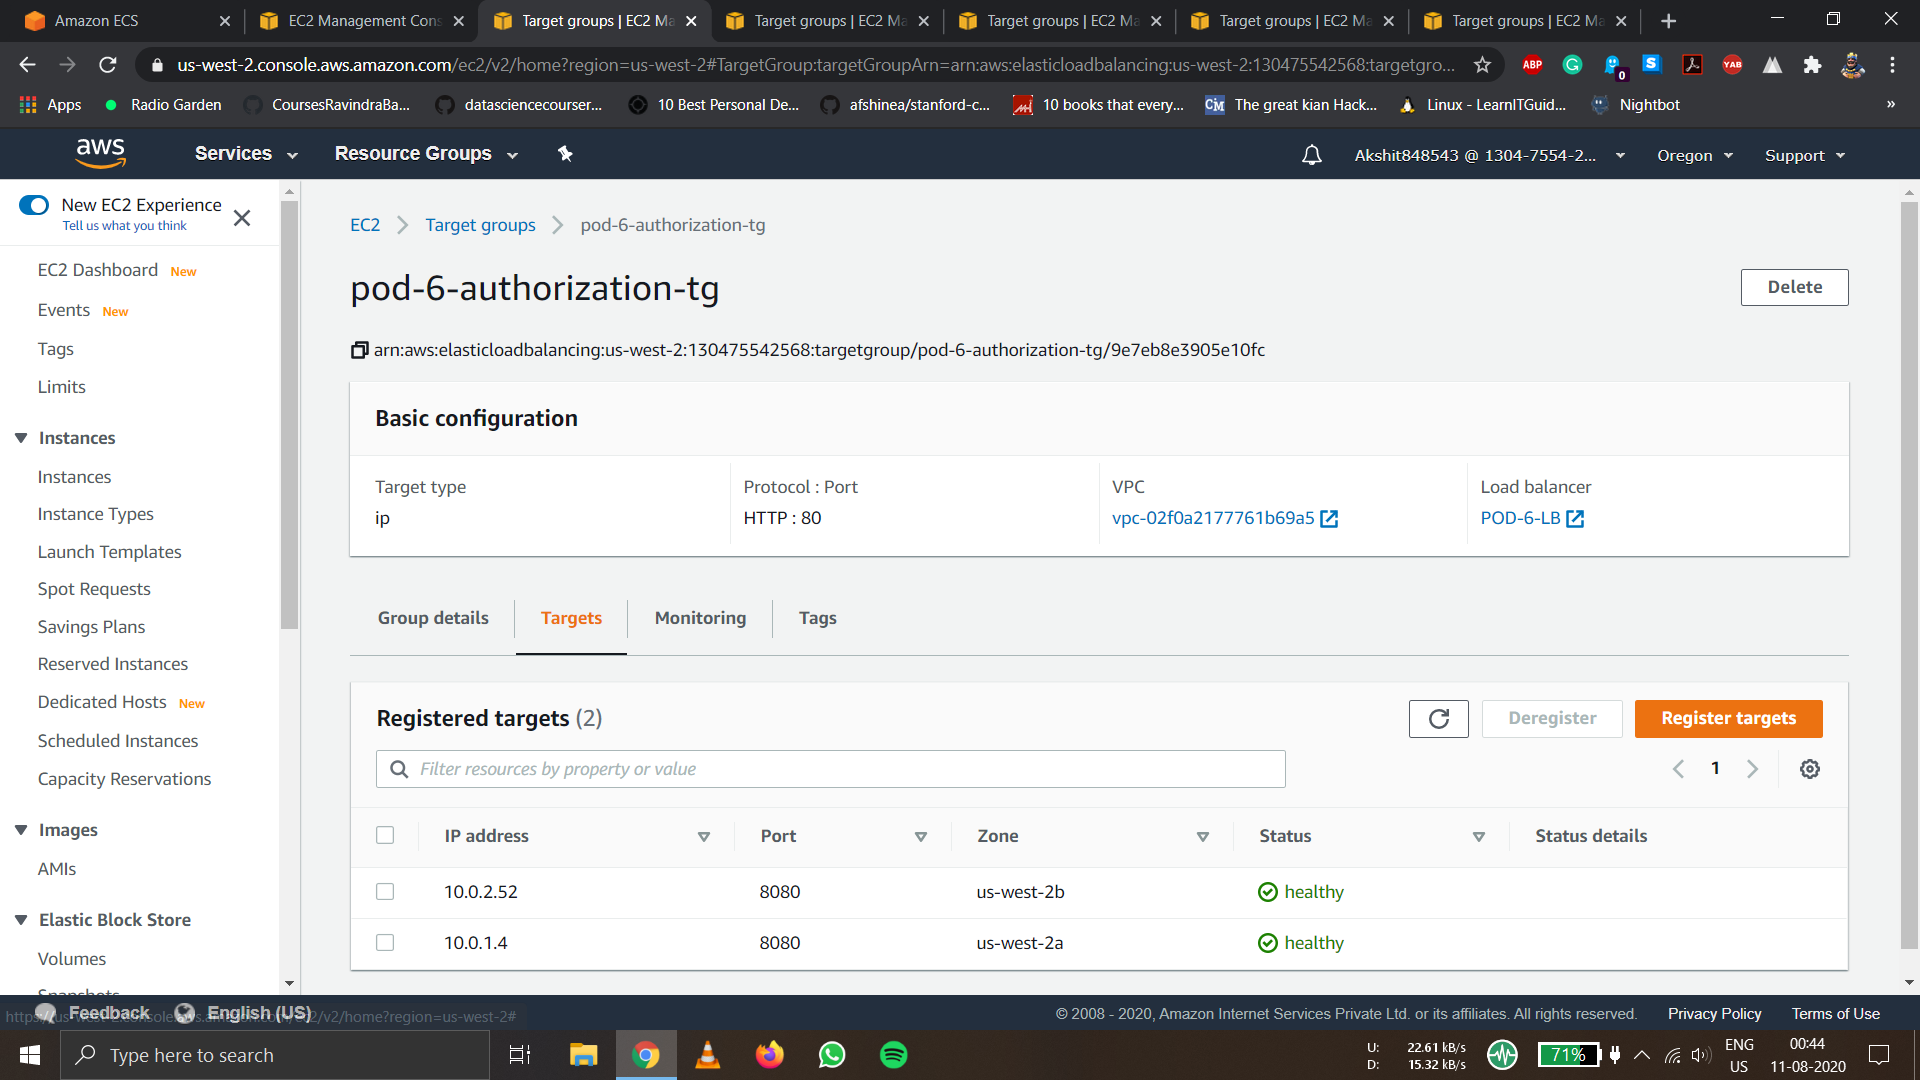 Amazon ECS
EC2 Management Cons
Target groups | EC2 Ma
Target groups | EC2 Ma
Target groups | EC2 Ma
Target groups | EC2 Ma
Target groups | EC2 Ma
us-west-2.console.aws.amazon.com/ec2/v2/home?region=us-west-2#TargetGroup:targetGroupArn=arn:aws:elasticloadbalancing:us-west-2:130475542568:targetgro...
ABP
0
S
YAB
Apps
Radio Garden
CoursesRavindraBa...
datasciencecourser...
10 Best Personal De...
afshinea/stanford-c...
10 books that every...
CM
The great kian Hack...
Linux - LearnITGuid...
Nightbot
»
aws
Services
Resource Groups
Akshit848543 @ 1304-7554-2...
Oregon
Support
New EC2 Experience
Tell us what you think
EC2 Dashboard New
Events New
Tags
Limits
Instances
Instances
Instance Types
Launch Templates
Spot Requests
Savings Plans
Reserved Instances
Dedicated Hosts New
Scheduled Instances
Capacity Reservations
Images
AMIs
Elastic Block Store
Volumes
Snapshots
EC2
Target groups
pod-6-authorization-tg
pod-6-authorization-tg
Delete
arn:aws:elasticloadbalancing:us-west-2:130475542568:targetgroup/pod-6-authorization-tg/9e7eb8e3905e10fc
Basic configuration
Target type
ip
Protocol : Port
HTTP : 80
VPC
vpc-02f0a2177761b69a5
Load balancer
POD-6-LB
Group details
Targets
Monitoring
Tags
Registered targets (2)
Deregister
Register targets
Filter resources by property or value
1
IP address Port Zone Status Status details
10.0.2.52 8080 us-west-2b healthy
10.0.1.4 8080 us-west-2a healthy
Feedback
English (US)
https://us-west-2.console.aws.amazon.com/ec2/v2/home?region=us-west-2#
© 2008 - 2020, Amazon Internet Services Private Ltd. or its affiliates. All rights reserved.
Privacy Policy
Terms of Use
Type here to search
U: 22.61 kB/s
D: 15.32 kB/s
71%
ENG
US
00:44
11-08-2020